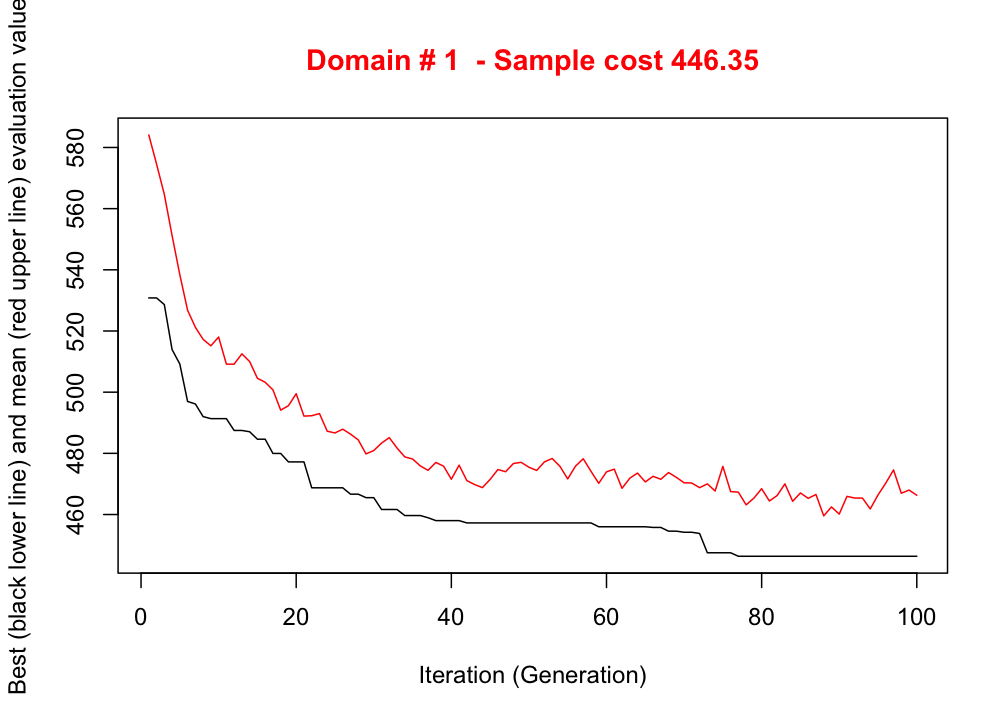 Domain # 1  - Sample cost 446.35
Best (black lower line) and mean (red upper line) evaluation value
580
560
540
520
500
480
460
0 20 40 60 80 100
Iteration (Generation)